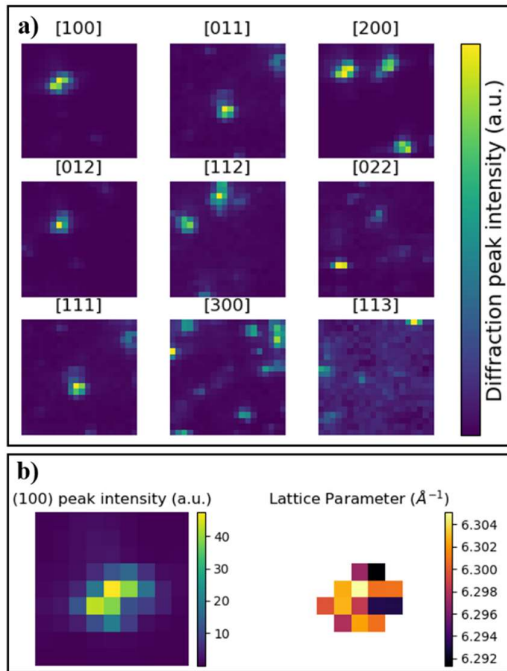 a)
[100] [011] [200]
[012] [112] [022]
[111] [300] [113]
Diffraction peak intensity (a.u.)
b)
(100) peak intensity (a.u.) Lattice Parameter (Å⁻¹)
40
30
20
10
6.304
6.302
6.300
6.298
6.296
6.294
6.292